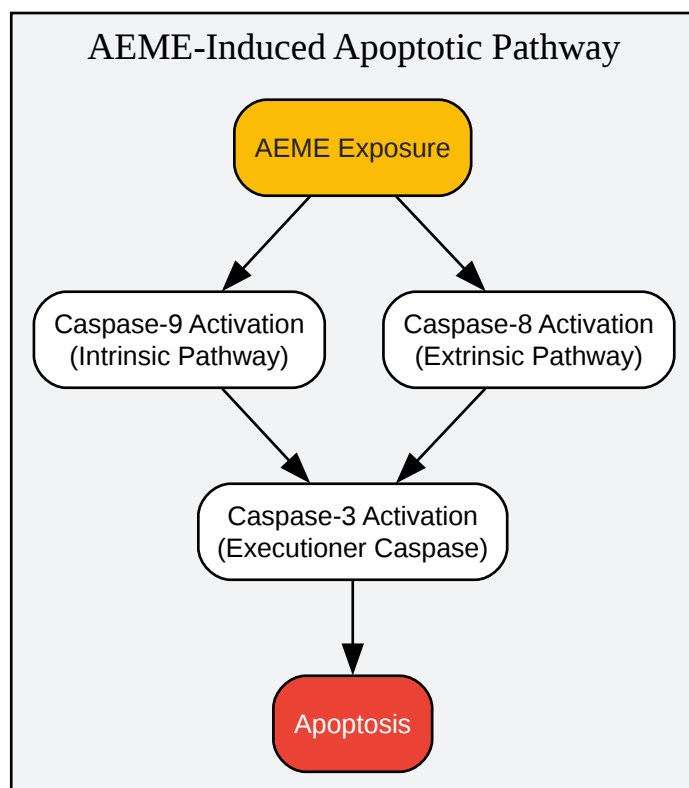 AEME-Induced Apoptotic Pathway
AEME Exposure
Caspase-9 Activation
(Intrinsic Pathway)
Caspase-8 Activation
(Extrinsic Pathway)
Caspase-3 Activation
(Executioner Caspase)
Apoptosis